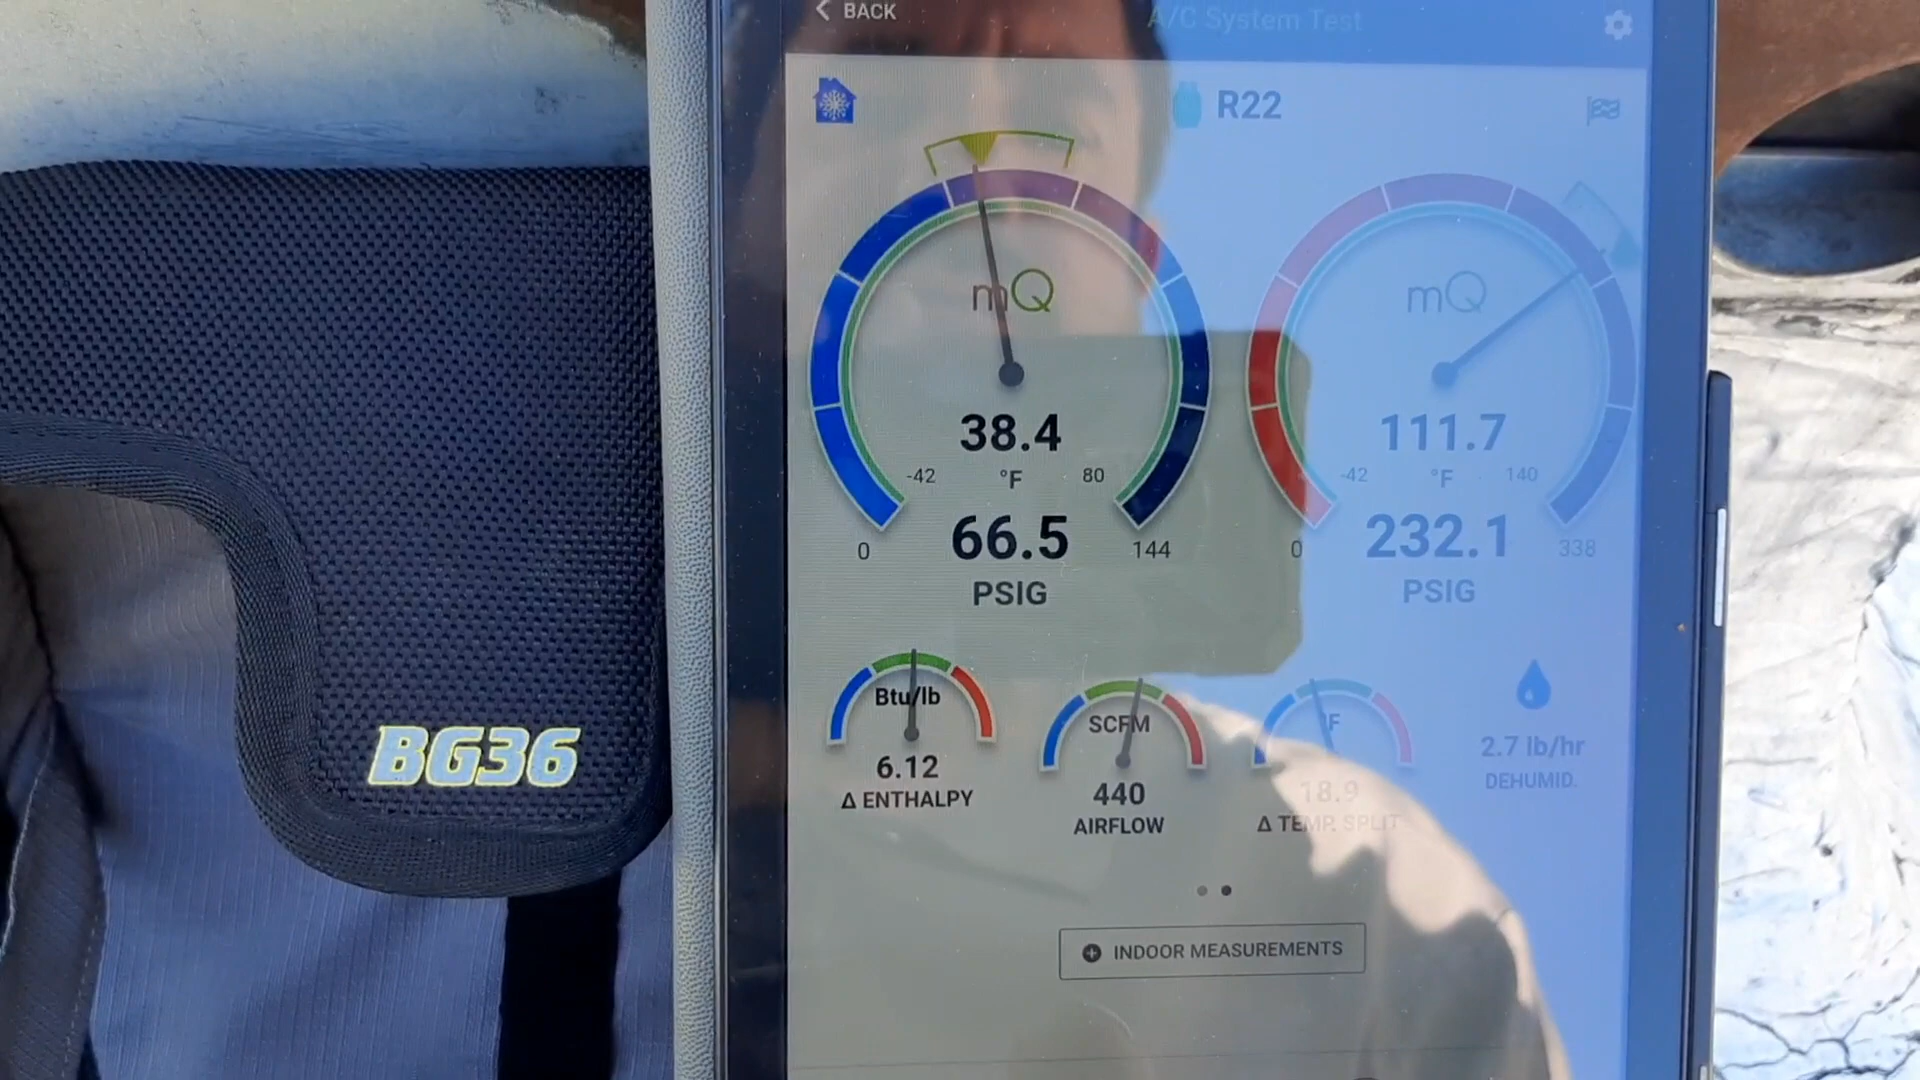 BACK
A/C System Test
R22
mQ
mQ
38.4
111.7
-42 °F 80
-42 °F 140
66.5
232.1
0 144
0 338
PSIG
PSIG
Btu/lb
SCFM
°F
6.12
Δ ENTHALPY
440
AIRFLOW
18.9
Δ TEMP. SPLIT
2.7 lb/hr
DEHUMID.
INDOOR MEASUREMENTS
BG36